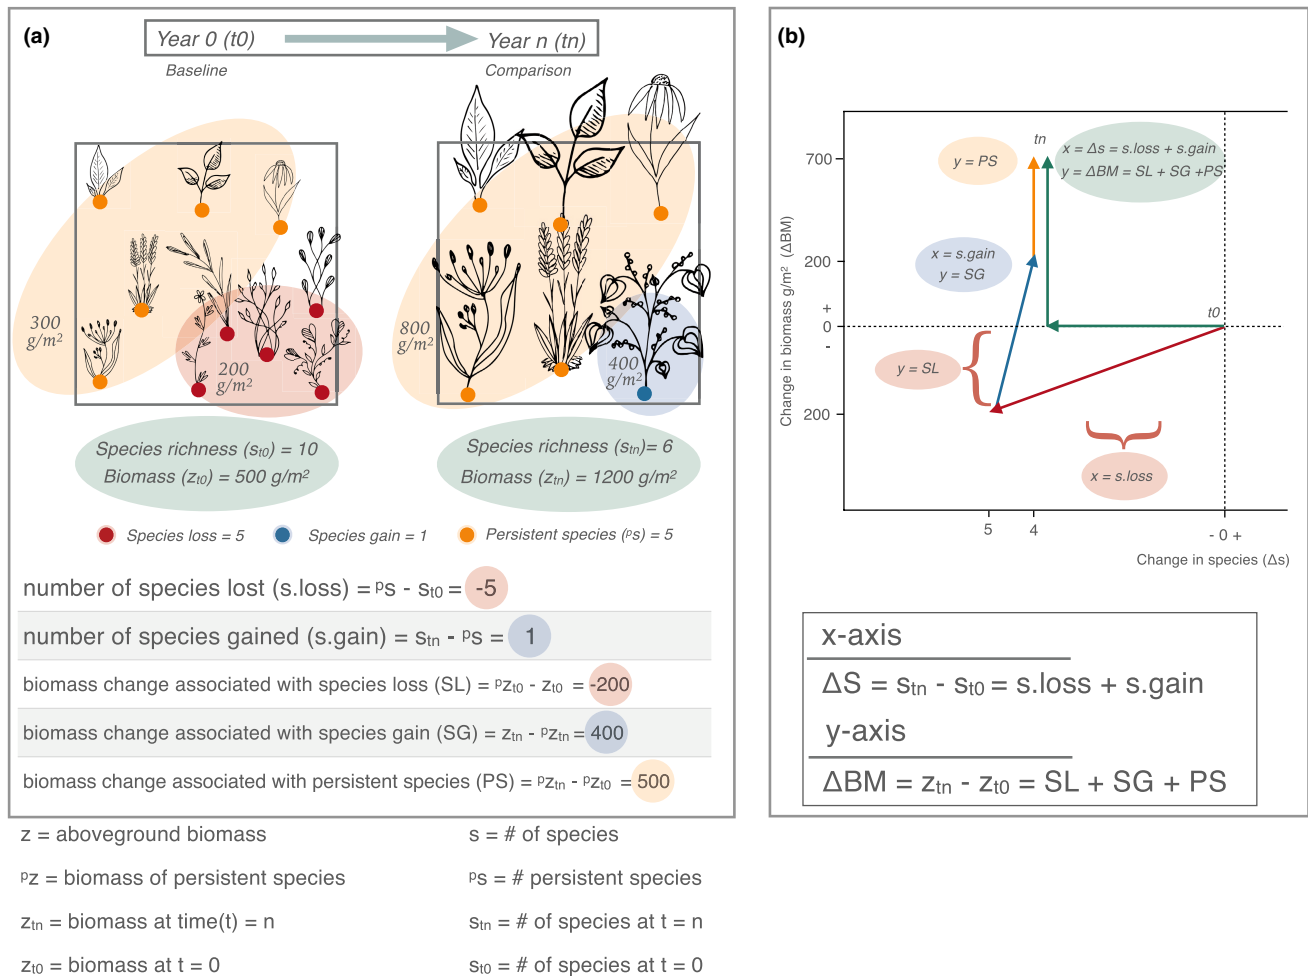 (a)
Year 0 (t0)
Year n (tn)
Baseline
Comparison
300
g/m²
200
g/m²
800
g/m²
400
g/m²
Species richness (st0) = 10
Biomass (zt0) = 500 g/m²
Species richness (stn)= 6
Biomass (ztn) = 1200 g/m²
Species loss = 5
Species gain = 1
Persistent species (ᵖs) = 5
number of species lost (s.loss) = ᵖs - st0 = -5
number of species gained (s.gain) = stn - ᵖs = 1
biomass change associated with species loss (SL) = ᵖzt0 - zt0 = -200
biomass change associated with species gain (SG) = ztn - ᵖztn = 400
biomass change associated with persistent species (PS) = ᵖztn - ᵖzt0 = 500
z = aboveground biomass
ᵖz = biomass of persistent species
ztn = biomass at time(t) = n
zt0 = biomass at t = 0
s = # of species
ᵖs = # persistent species
stn = # of species at t = n
st0 = # of species at t = 0
(b)
Change in biomass g/m² (ΔBM)
700
200
+
0
-
200
tn
t0
y = PS
x = Δs = s.loss + s.gain
y = ΔBM = SL + SG +PS
x = s.gain
y = SG
y = SL
x = s.loss
5
4
- 0 +
Change in species (Δs)
x-axis
ΔS = stn - st0 = s.loss + s.gain
y-axis
ΔBM = ztn - zt0 = SL + SG + PS